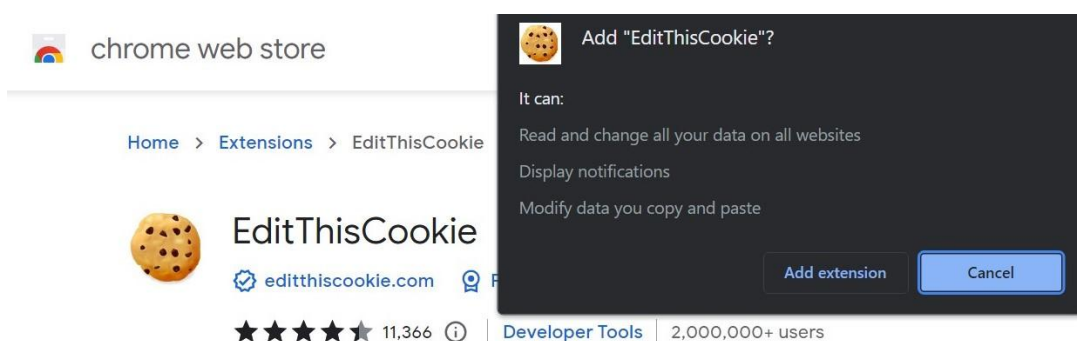 chrome web store
Add "EditThisCookie"?
It can:
Read and change all your data on all websites
Display notifications
Modify data you copy and paste
Add extension
Cancel
Home > Extensions > EditThisCookie
EditThisCookie
editthiscookie.com
11,366
Developer Tools
2,000,000+ users